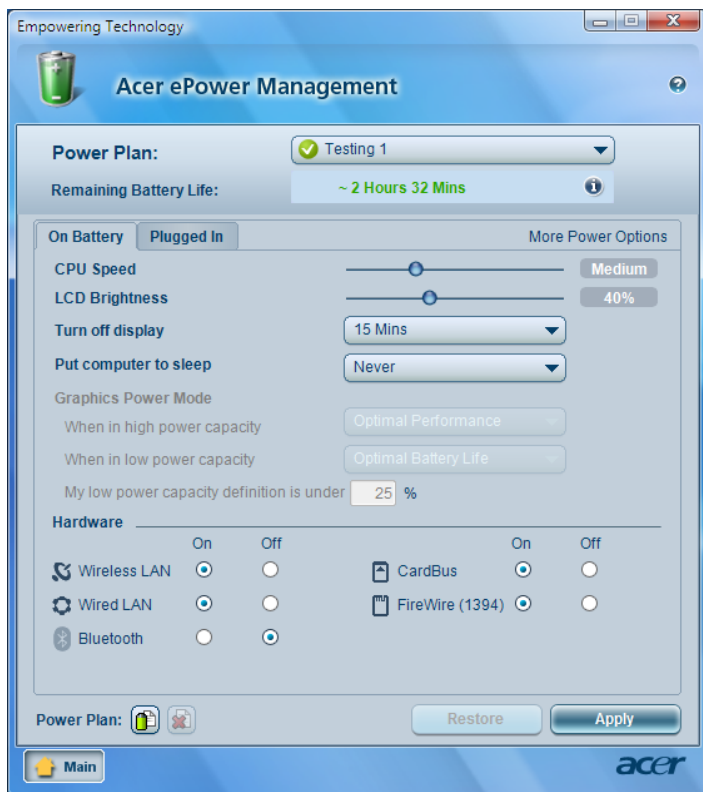 Empowering Technology
Acer ePower Management
Power Plan: Testing 1
Remaining Battery Life: ~ 2 Hours 32 Mins
On Battery Plugged In More Power Options
CPU Speed Medium
LCD Brightness 40%
Turn off display 15 Mins
Put computer to sleep Never
Graphics Power Mode
When in high power capacity Optimal Performance
When in low power capacity Optimal Battery Life
My low power capacity definition is under 25 %
Hardware
On Off On Off
Wireless LAN CardBus
Wired LAN FireWire (1394)
Bluetooth
Power Plan: Restore Apply
Main acer